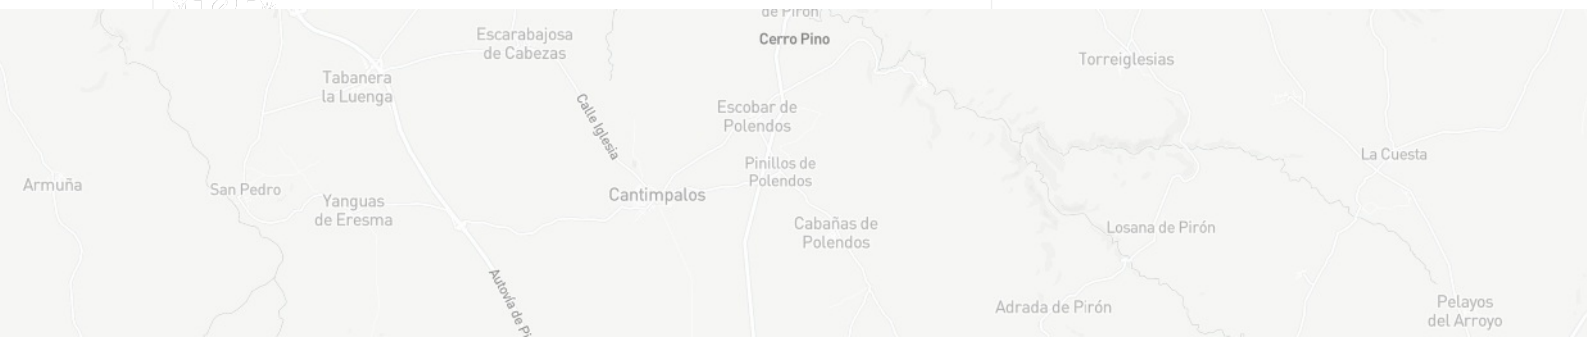 de Pirón
Cerro Pino
Escarabajosa
de Cabezas
Torreiglesias
Tabanera
la Luenga
Calle Iglesia
Escobar de
Polendos
La Cuesta
Pinillos de
Polendos
Armuña
San Pedro
Yanguas
de Eresma
Cantimpalos
Cabañas de
Polendos
Losana de Pirón
Autovía de Pi
Adrada de Pirón
Pelayos
del Arroyo